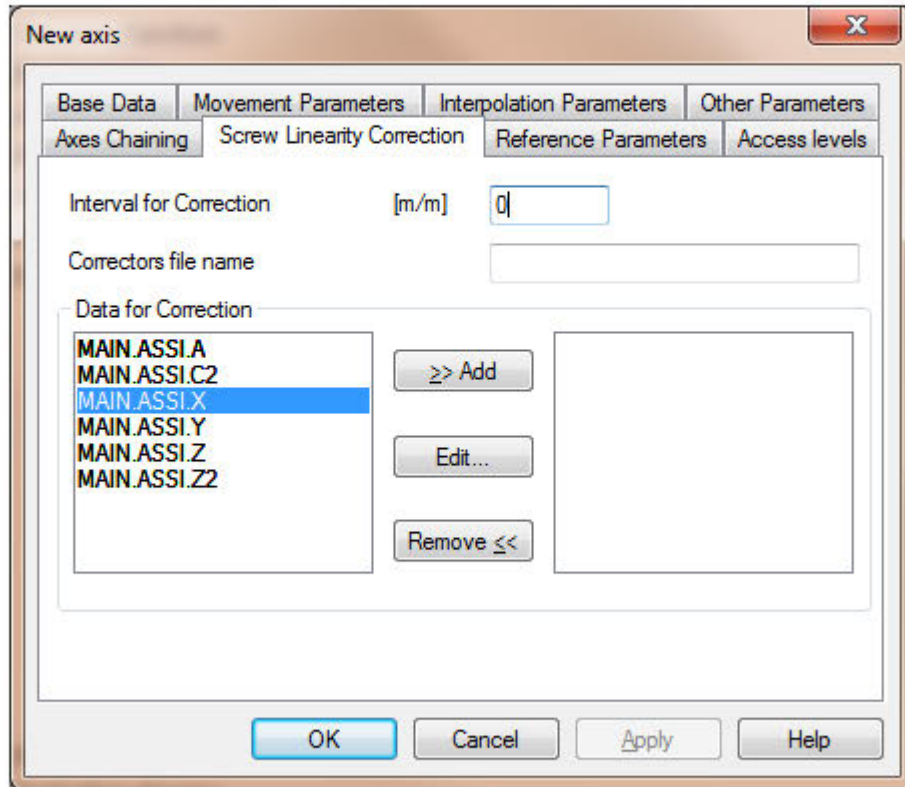 New axis
Base Data Movement Parameters Interpolation Parameters Other Parameters
Axes Chaining Screw Linearity Correction Reference Parameters Access levels
Interval for Correction [m/m] 0
Correctors file name
Data for Correction
MAIN.ASSI.A
MAIN.ASSI.C2
MAIN.ASSI.X
MAIN.ASSI.Y
MAIN.ASSI.Z
MAIN.ASSI.Z2
>> Add
Edit...
Remove <<
OK Cancel Apply Help